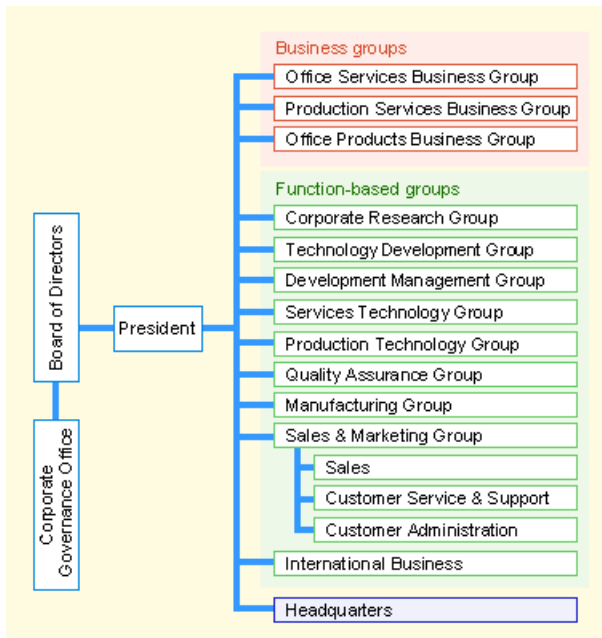 Business groups
Office Services Business Group
Production Services Business Group
Office Products Business Group
Function-based groups
Corporate Research Group
Technology Development Group
Development Management Group
Services Technology Group
Production Technology Group
Quality Assurance Group
Manufacturing Group
Sales & Marketing Group
Sales
Customer Service & Support
Customer Administration
International Business
Headquarters
President
Board of Directors
Corporate
Governance Office